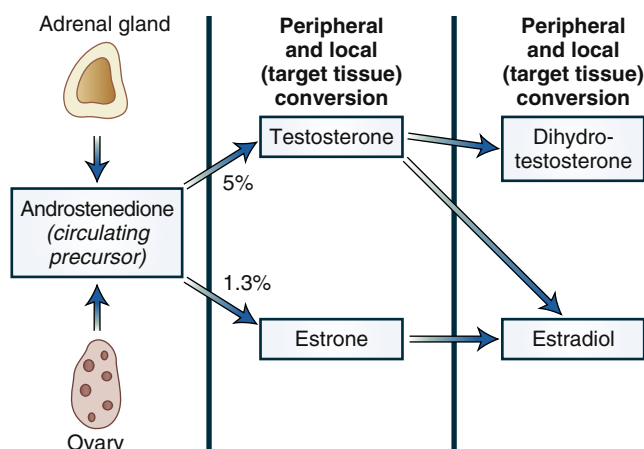 Adrenal gland
Peripheral
and local
(target tissue)
conversion
Peripheral
and local
(target tissue)
conversion
Testosterone
Dihydro-
testosterone
5%
Androstenedione
(circulating
precursor)
1.3%
Estrone
Estradiol
Ovary